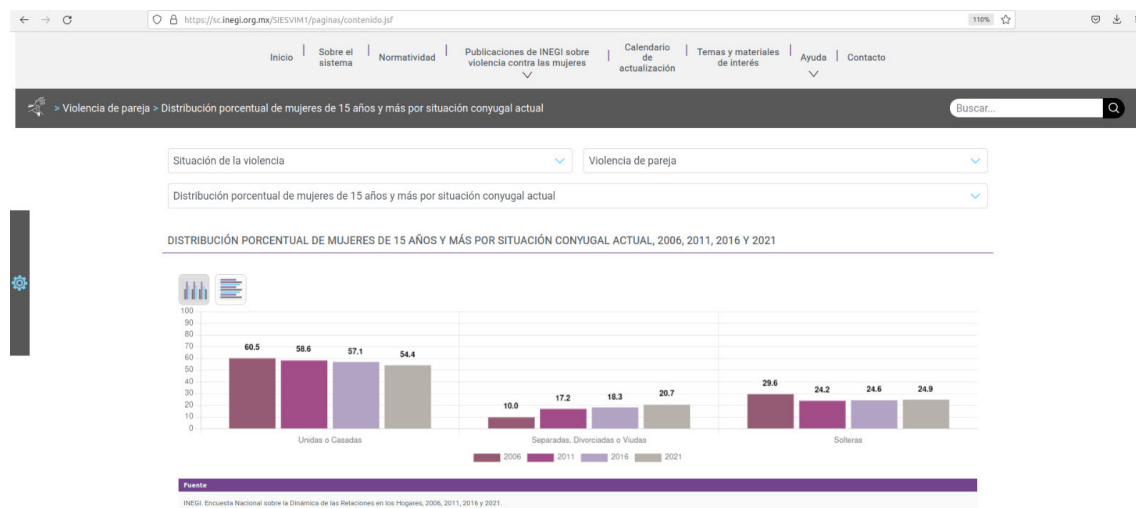 https://sc.inegi.org.mx/SIESVIM1/paginas/contenido.jsf
110%
Inicio
Sobre el
sistema
Normatividad
Publicaciones de INEGI sobre
violencia contra las mujeres
Calendario
de
actualización
Temas y materiales
de interés
Ayuda
Contacto
> Violencia de pareja > Distribución porcentual de mujeres de 15 años y más por situación conyugal actual
Buscar...
Situación de la violencia
Violencia de pareja
Distribución porcentual de mujeres de 15 años y más por situación conyugal actual
DISTRIBUCIÓN PORCENTUAL DE MUJERES DE 15 AÑOS Y MÁS POR SITUACIÓN CONYUGAL ACTUAL, 2006, 2011, 2016 Y 2021
100
90
80
70
60
50
40
30
20
10
0
60.5 58.6 57.1 54.4
10.0 17.2 18.3 20.7
29.6 24.2 24.6 24.9
Unidas o Casadas
Separadas, Divorciadas o Viudas
Solteras
2006 2011 2016 2021
Fuente
INEGI. Encuesta Nacional sobre la Dinámica de las Relaciones en los Hogares, 2006, 2011, 2016 y 2021.